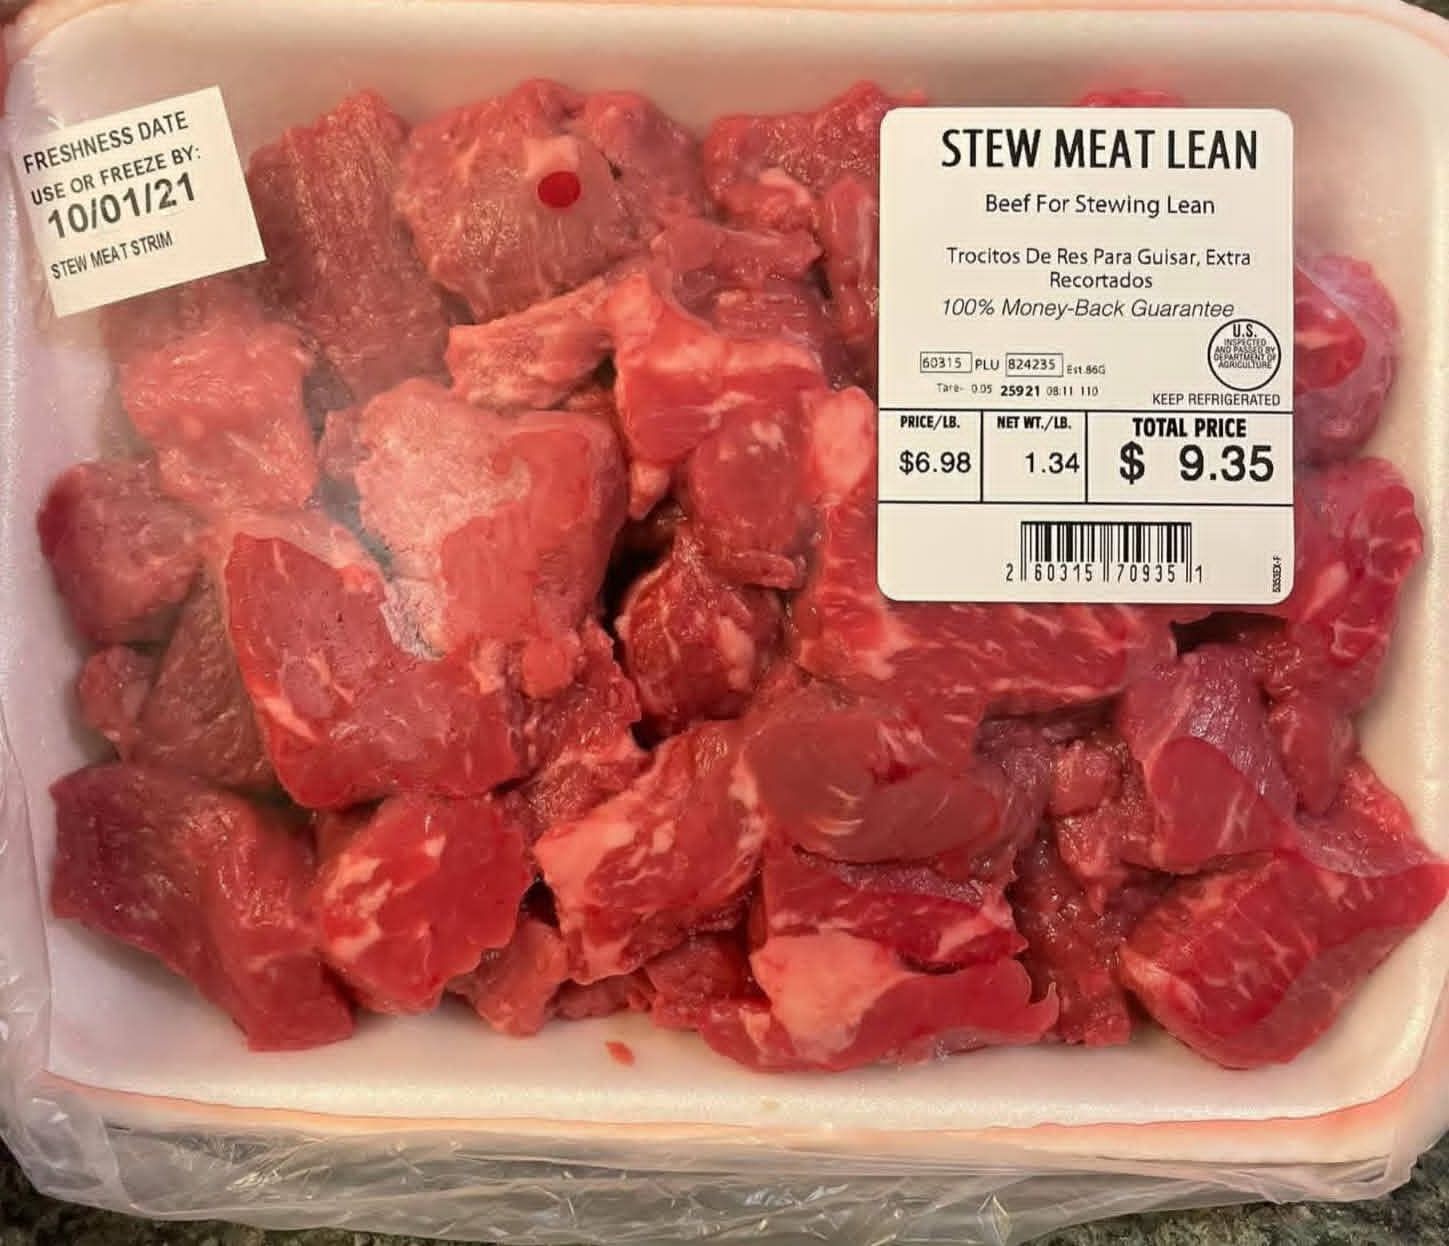 FRESHNESS DATE
USE OR FREEZE BY:
10/01/21
STEW MEAT STRIM
STEW MEAT LEAN
Beef For Stewing Lean
Trocitos De Res Para Guisar, Extra
Recortados
100% Money-Back Guarantee
U.S.
INSPECTED
AND PASSED BY
DEPARTMENT OF
AGRICULTURE
60315 PLU 824235 Est.86G
Tare- 0.05 25921 08:11 110
KEEP REFRIGERATED
PRICE/LB. NET WT./LB. TOTAL PRICE
$6.98 1.34 $ 9.35
2 60315 70935 1